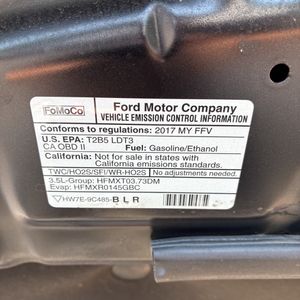 FoMoCo
Ford Motor Company
VEHICLE EMISSION CONTROL INFORMATION
Conforms to regulations: 2017 MY FFV
U.S. EPA: T2B5 LDT3
CA OBD II Fuel: Gasoline/Ethanol
California: Not for sale in states with
California emissions standards.
TWC/HO2S/SFI/WR-HO2S No adjustments needed.
3.5L-Group: HFMXT03.73DM
Evap: HFMXR0145GBC
HW7E-9C485-BLR